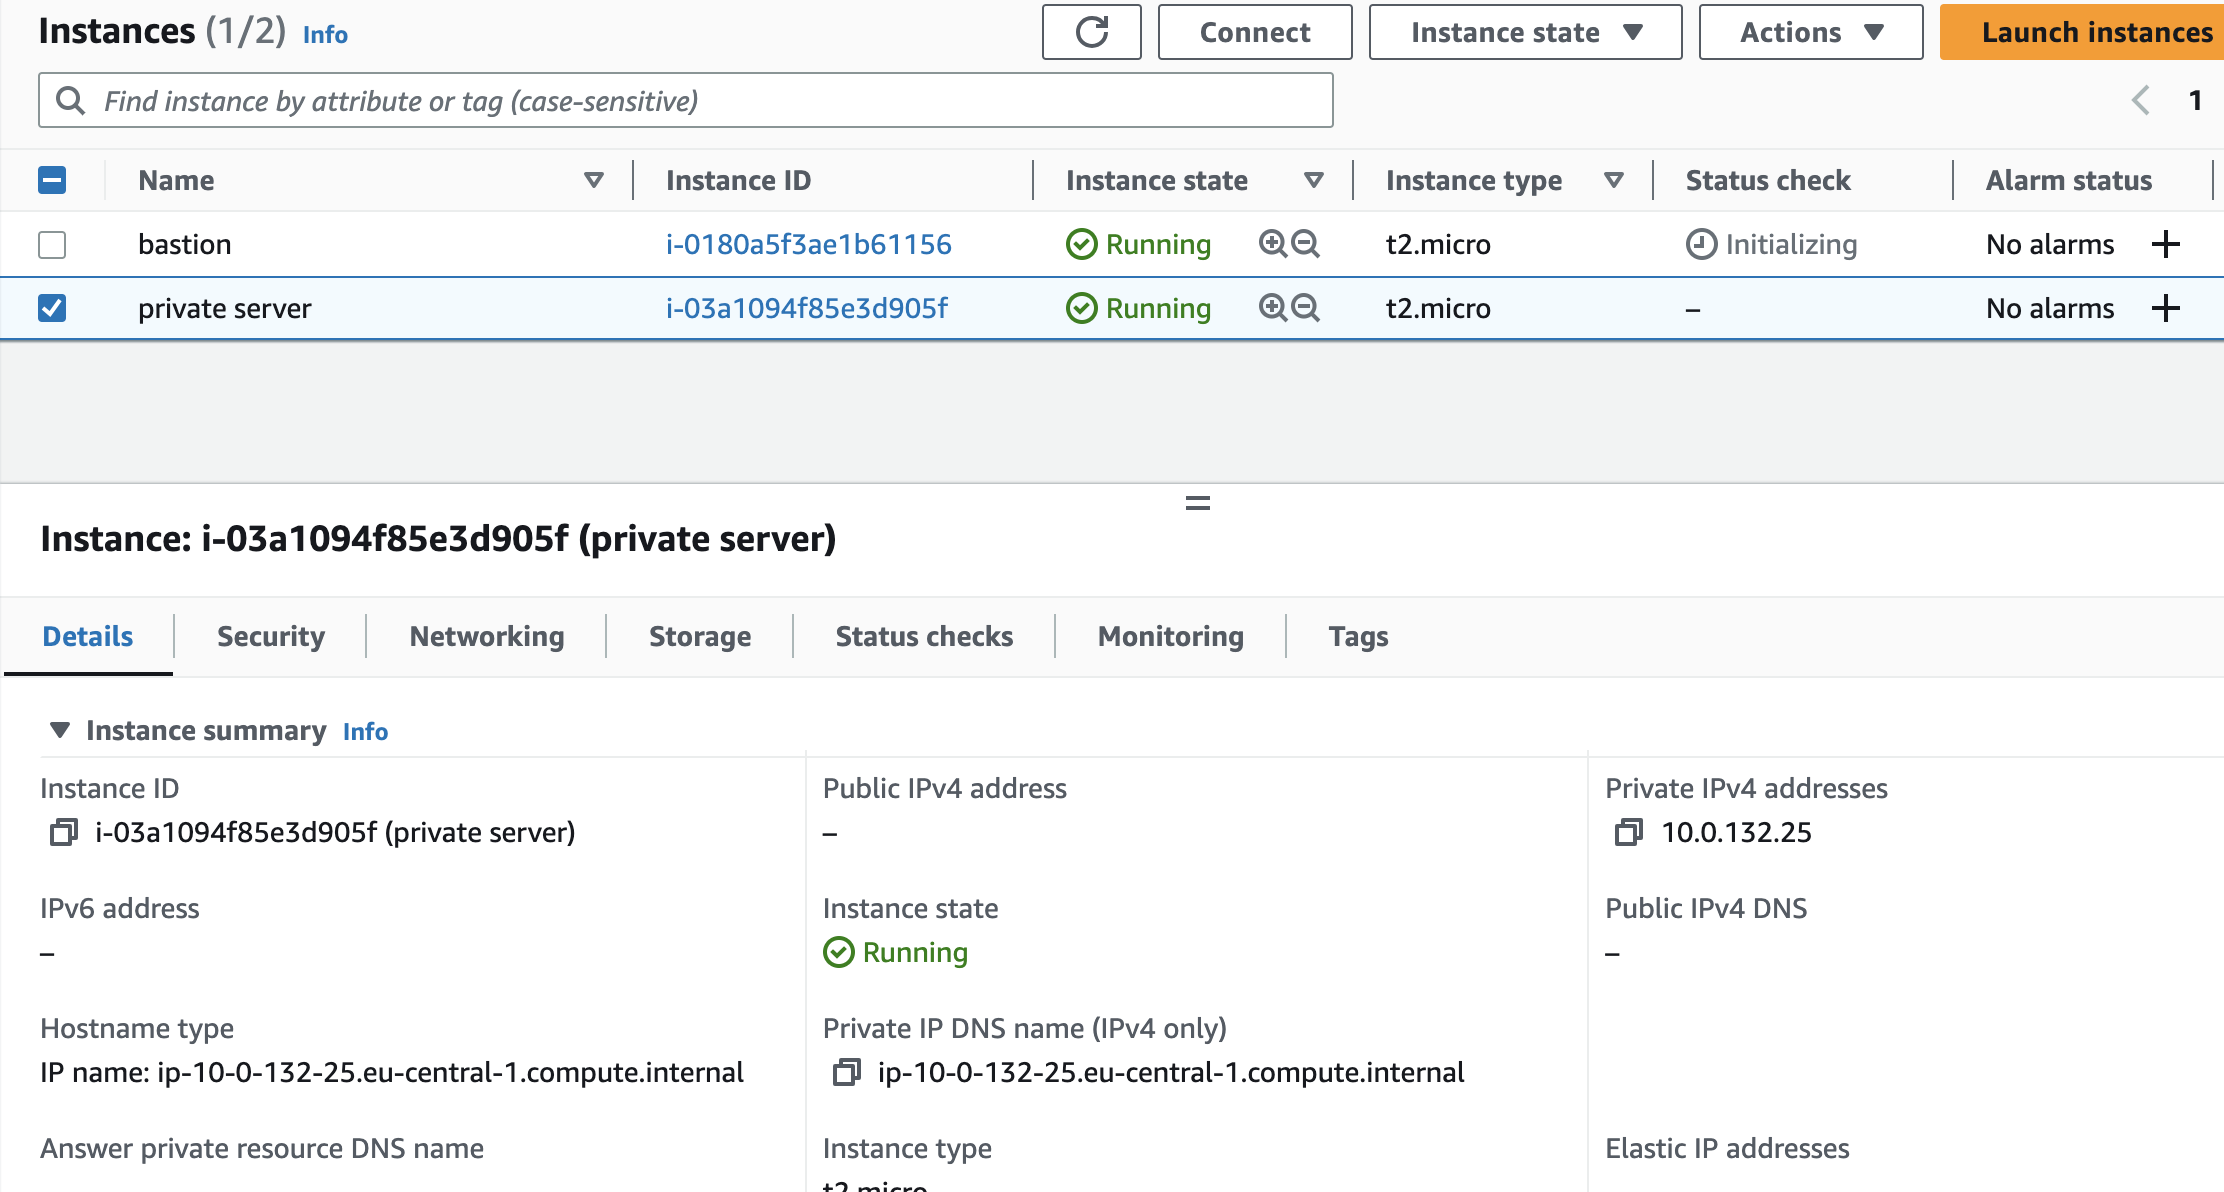 Instances (1/2) Info
Connect
Instance state
Actions
Launch instances
Find instance by attribute or tag (case-sensitive)
1
Name Instance ID Instance state Instance type Status check Alarm status
bastion i-0180a5f3ae1b61156 Running t2.micro Initializing No alarms +
private server i-03a1094f85e3d905f Running t2.micro – No alarms +
Instance: i-03a1094f85e3d905f (private server)
Details Security Networking Storage Status checks Monitoring Tags
Instance summary Info
Instance ID
i-03a1094f85e3d905f (private server)
Public IPv4 address
–
Private IPv4 addresses
10.0.132.25
IPv6 address
–
Instance state
Running
Public IPv4 DNS
–
Hostname type
IP name: ip-10-0-132-25.eu-central-1.compute.internal
Private IP DNS name (IPv4 only)
ip-10-0-132-25.eu-central-1.compute.internal
Answer private resource DNS name
Instance type
t2.micro
Elastic IP addresses